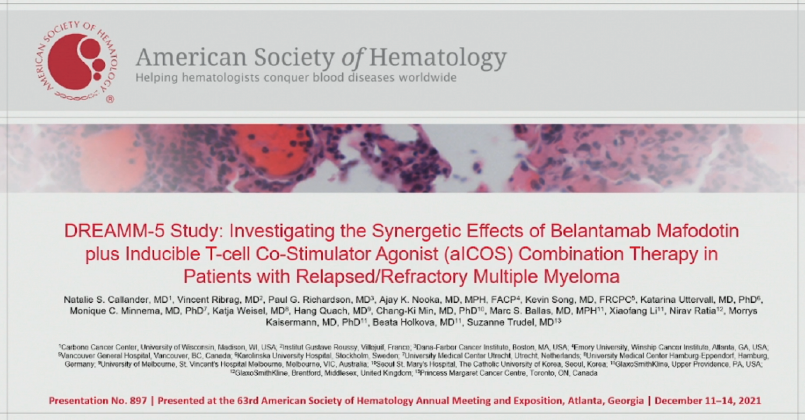 AMERICAN SOCIETY OF HEMATOLOGY ®
American Society of Hematology
Helping hematologists conquer blood diseases worldwide
DREAMM-5 Study: Investigating the Synergetic Effects of Belantamab Mafodotin
plus Inducible T-cell Co-Stimulator Agonist (aICOS) Combination Therapy in
Patients with Relapsed/Refractory Multiple Myeloma
Natalie S. Callander, MD¹, Vincent Ribrag, MD², Paul G. Richardson, MD³, Ajay K. Nooka, MD, MPH, FACP⁴, Kevin Song, MD, FRCPC⁵, Katarina Uttervall, MD, PhD⁶,
Monique C. Minnema, MD, PhD⁷, Katja Weisel, MD⁸, Hang Quach, MD⁹, Chang-Ki Min, MD, PhD¹⁰, Marc S. Ballas, MD, MPH¹¹, Xiaofang Li¹¹, Nirav Ratia¹², Morrys
Kaisermann, MD, PhD¹¹, Beata Holkova, MD¹¹, Suzanne Trudel, MD¹³
¹Carbone Cancer Center, University of Wisconsin, Madison, WI, USA; ²Institut Gustave Roussy, Villejuif, France; ³Dana-Farber Cancer Institute, Boston, MA, USA; ⁴Emory University, Winship Cancer Institute, Atlanta, GA, USA;
⁵Vancouver General Hospital, Vancouver, BC, Canada; ⁶Karolinska University Hospital, Stockholm, Sweden; ⁷University Medical Center Utrecht, Utrecht, Netherlands; ⁸University Medical Center Hamburg-Eppendorf, Hamburg,
Germany; ⁹University of Melbourne, St. Vincent's Hospital Melbourne, Melbourne, VIC, Australia; ¹⁰Seoul St. Mary's Hospital, The Catholic University of Korea, Seoul, Korea; ¹¹GlaxoSmithKline, Upper Providence, PA, USA;
¹²GlaxoSmithKline, Brentford, Middlesex, United Kingdom; ¹³Princess Margaret Cancer Centre, Toronto, ON, Canada
Presentation No. 897 | Presented at the 63rd American Society of Hematology Annual Meeting and Exposition, Atlanta, Georgia | December 11–14, 2021